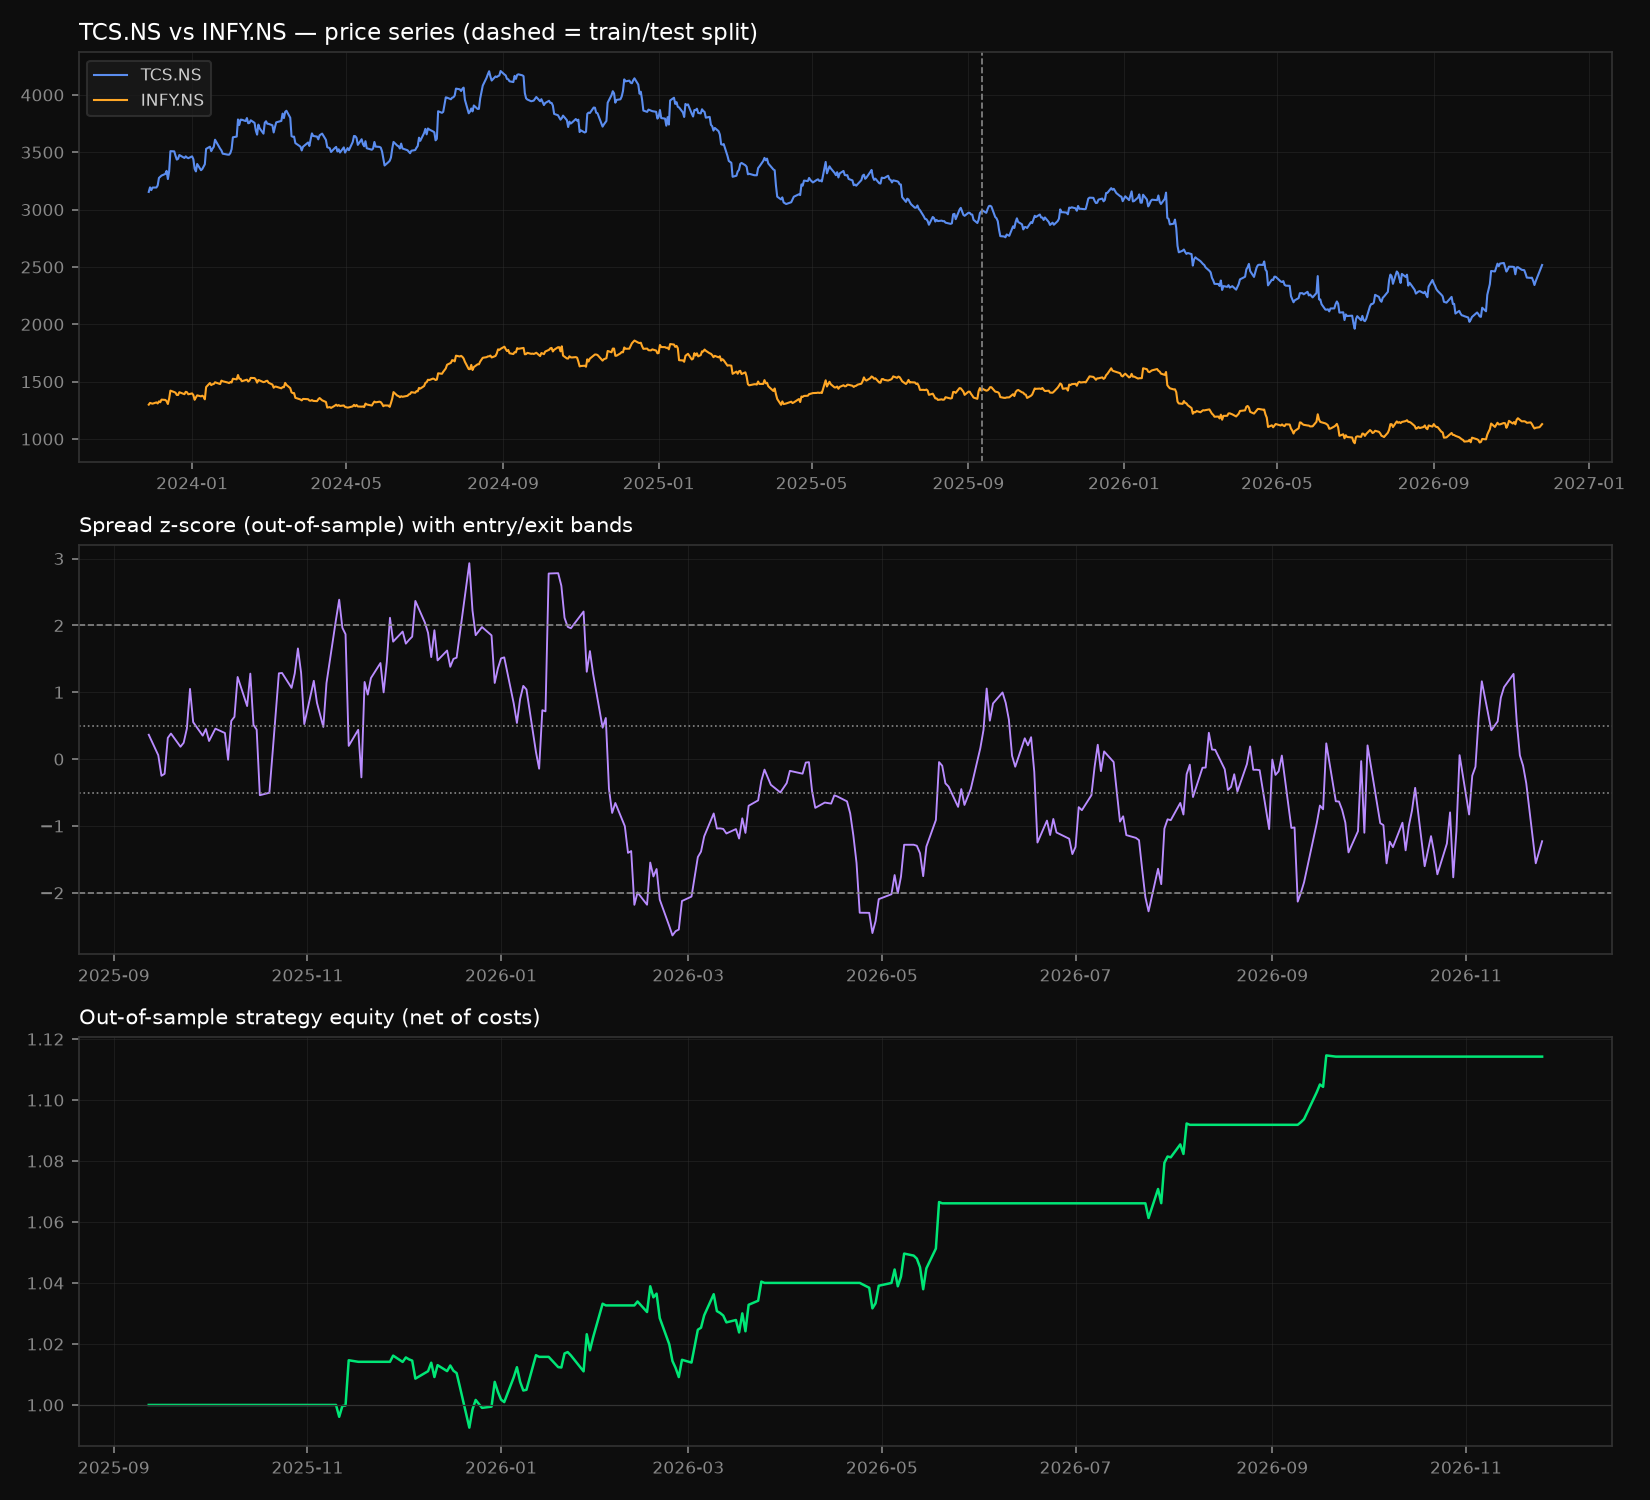 TCS.NS vs INFY.NS — price series (dashed = train/test split)
TCS.NS
INFY.NS
4000
3500
3000
2500
2000
1500
1000
2024-01 2024-05 2024-09 2025-01 2025-05 2025-09 2026-01 2026-05 2026-09 2027-01
Spread z-score (out-of-sample) with entry/exit bands
3
2
1
0
−1
−2
2025-09 2025-11 2026-01 2026-03 2026-05 2026-07 2026-09 2026-11
Out-of-sample strategy equity (net of costs)
1.12
1.10
1.08
1.06
1.04
1.02
1.00
2025-09 2025-11 2026-01 2026-03 2026-05 2026-07 2026-09 2026-11